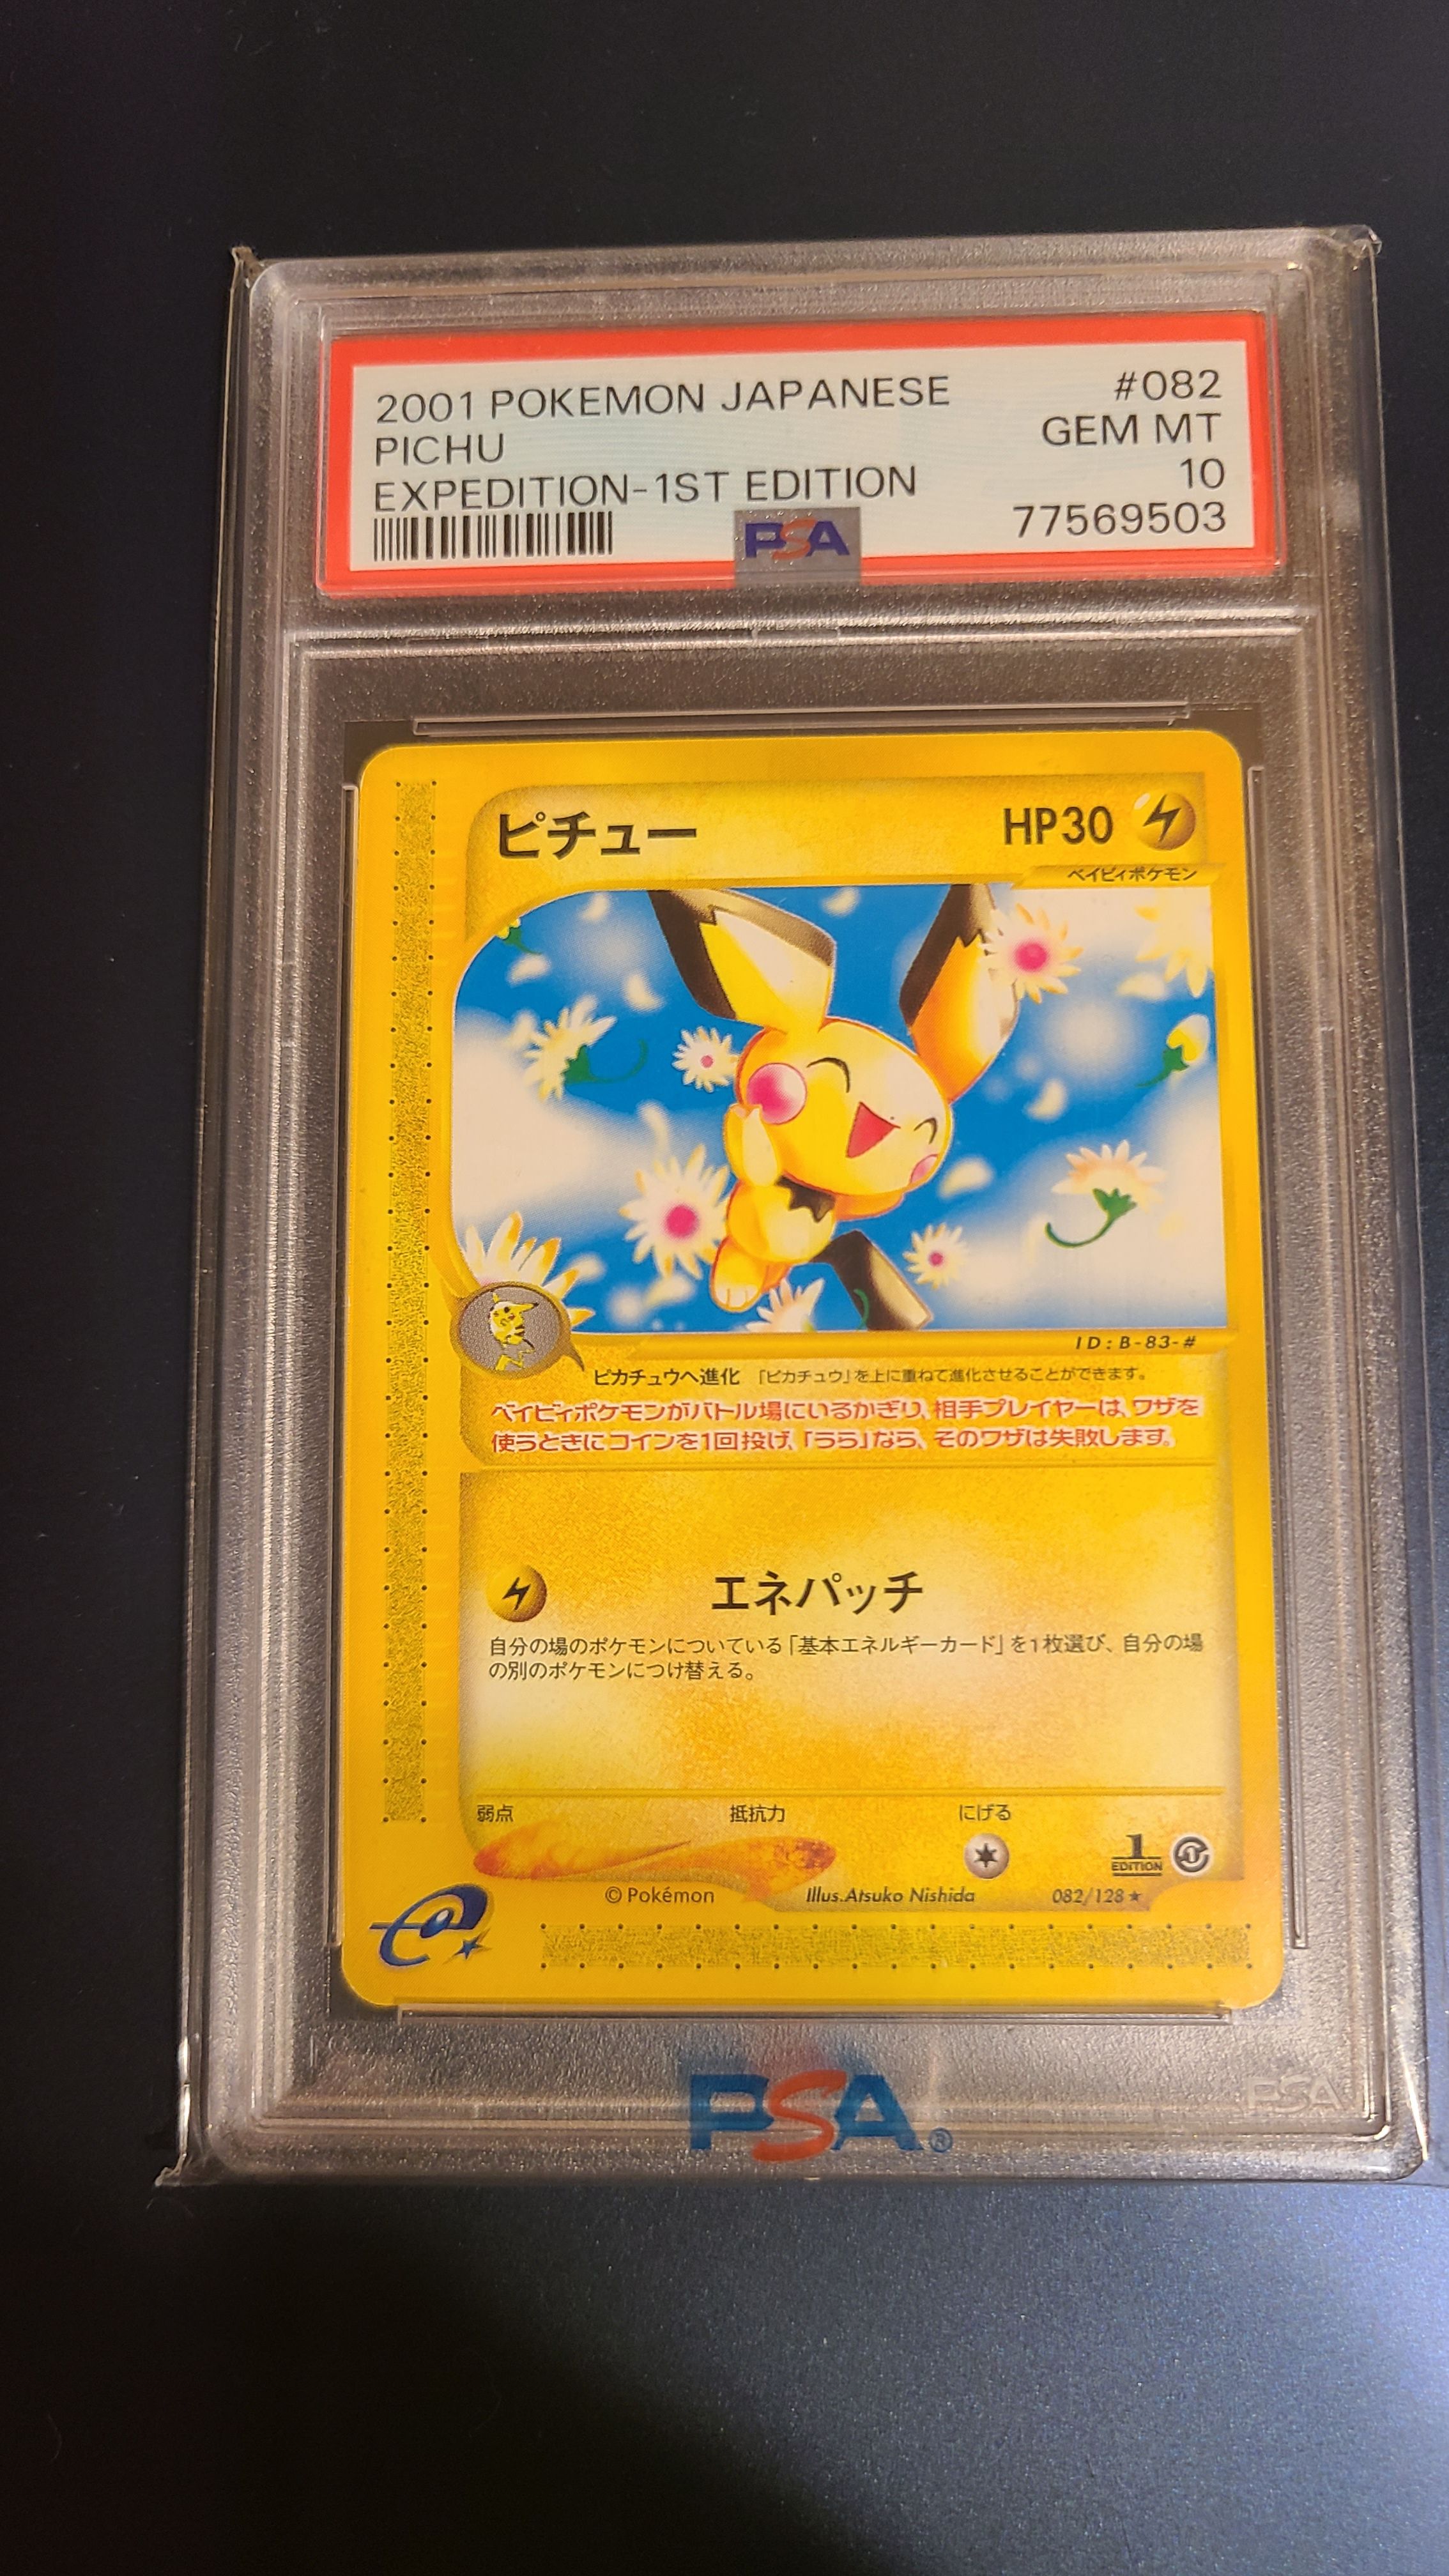 2001 POKEMON JAPANESE #082
PICHU GEM MT
EXPEDITION-1ST EDITION 10
PSA 77569503
ピチュー HP30
ベイビィポケモン
ID:B-83-#
ピカチュウへ進化 「ピカチュウ」を上に重ねて進化させることができます。
ベイビィポケモンがバトル場にいるかぎり、相手プレイヤーは、ワザを
使うときにコインを1回投げ、「うら」なら、そのワザは失敗します。
エネパッチ
自分の場のポケモンについている「基本エネルギーカード」を1枚選び、自分の場
の別のポケモンにつけ替える。
弱点 抵抗力 にげる
1 EDITION
© Pokémon Illus.Atsuko Nishida 082/128 ★
e
PSA ®
PSA